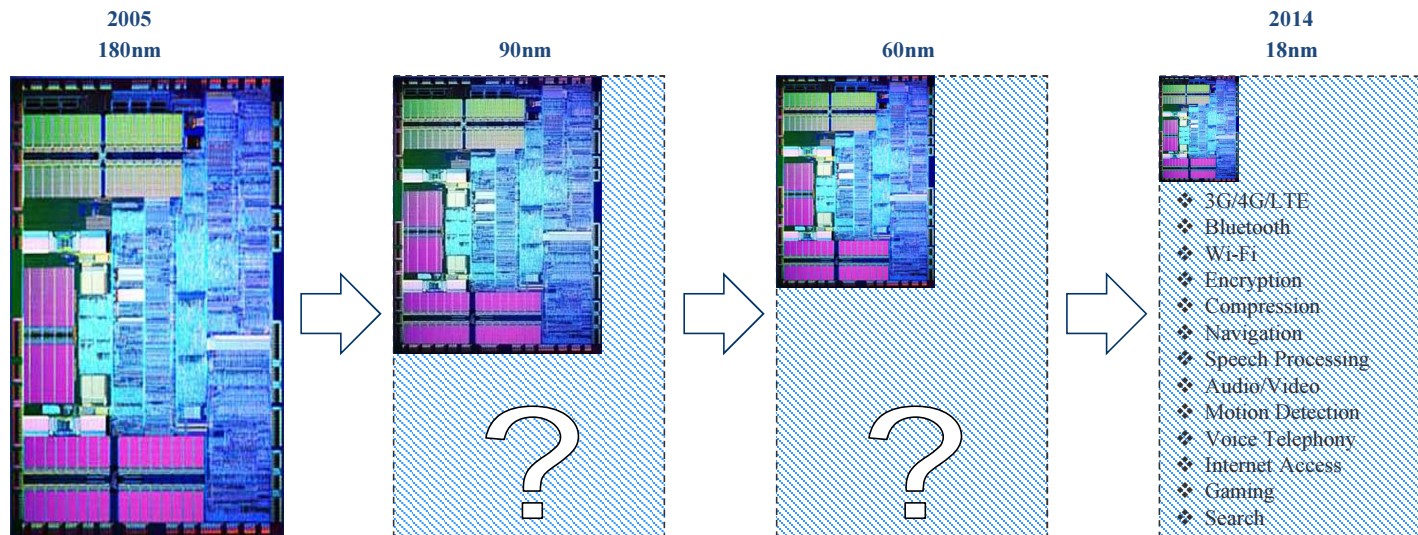 2005
180nm
90nm
60nm
2014
18nm
❖ 3G/4G/LTE
❖ Bluetooth
❖ Wi-Fi
❖ Encryption
❖ Compression
❖ Navigation
❖ Speech Processing
❖ Audio/Video
❖ Motion Detection
❖ Voice Telephony
❖ Internet Access
❖ Gaming
❖ Search
?
?